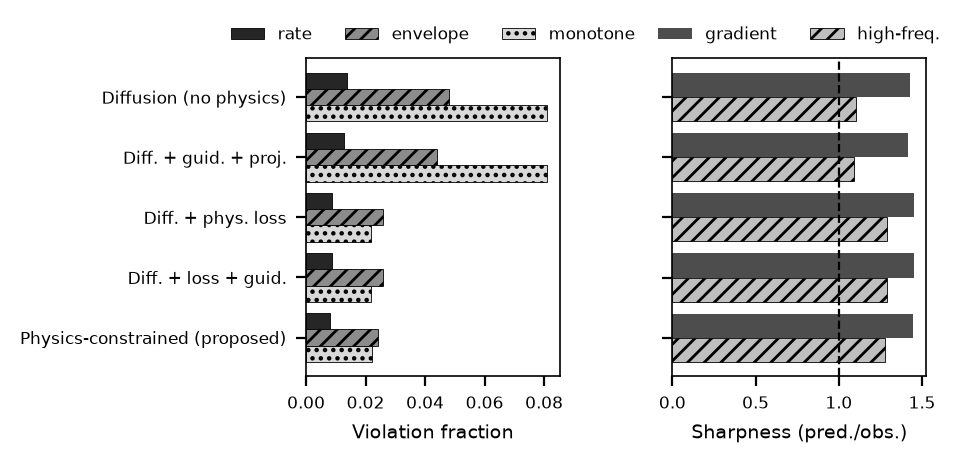 rate envelope monotone gradient high-freq.
Diffusion (no physics)
Diff. + guid. + proj.
Diff. + phys. loss
Diff. + loss + guid.
Physics-constrained (proposed)
0.00 0.02 0.04 0.06 0.08 0.0 0.5 1.0 1.5
Violation fraction Sharpness (pred./obs.)